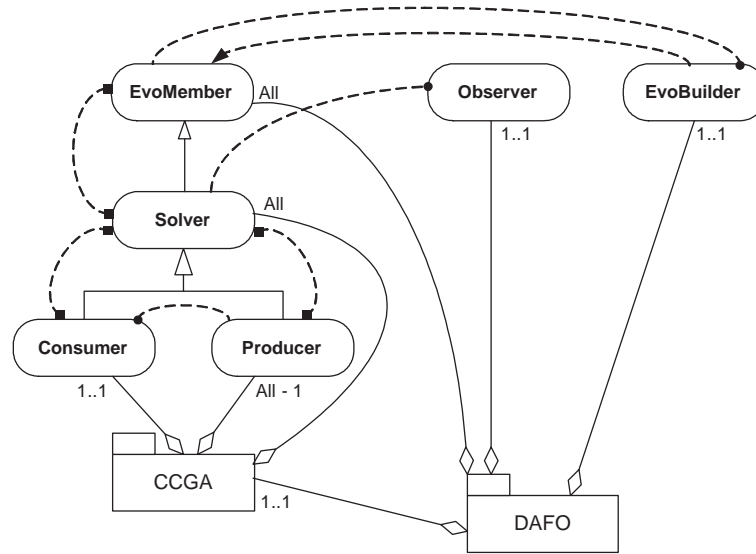 EvoMember
All
Observer
EvoBuilder
1..1
1..1
Solver
All
Consumer
Producer
1..1
All - 1
CCGA
1..1
DAFO